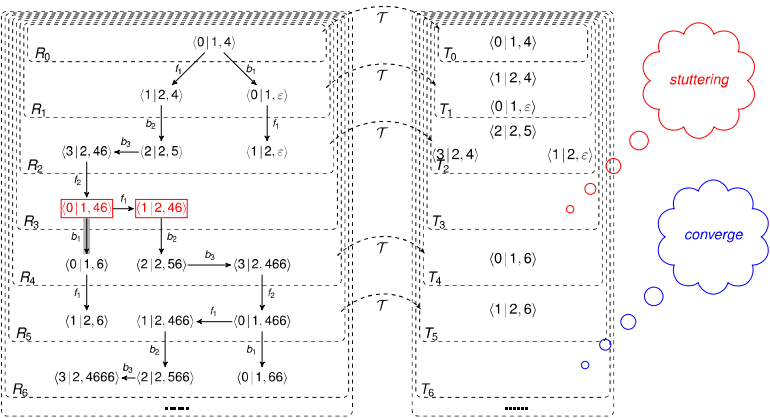 ⟨0|1,4⟩
R0
f1
b1
⟨1|2,4⟩
⟨0|1,ε⟩
R1
b2
f1
⟨3|2,46⟩
b3
⟨2|2,5⟩
⟨1|2,ε⟩
R2
f2
⟨0|1,46⟩
f1
⟨1|2,46⟩
R3
b1
b2
⟨0|1,6⟩
⟨2|2,56⟩
b3
⟨3|2,466⟩
R4
f1
f2
⟨1|2,6⟩
⟨1|2,466⟩
f1
⟨0|1,466⟩
R5
b2
b1
⟨3|2,4666⟩
b3
⟨2|2,566⟩
⟨0|1,66⟩
R6
......
𝒯
𝒯
𝒯
𝒯
𝒯
⟨0|1,4⟩
T0
⟨1|2,4⟩
⟨0|1,ε⟩
T1
⟨2|2,5⟩
⟨3|2,4⟩
⟨1|2,ε⟩
T2
T3
⟨0|1,6⟩
T4
⟨1|2,6⟩
T5
T6
......
stuttering
converge